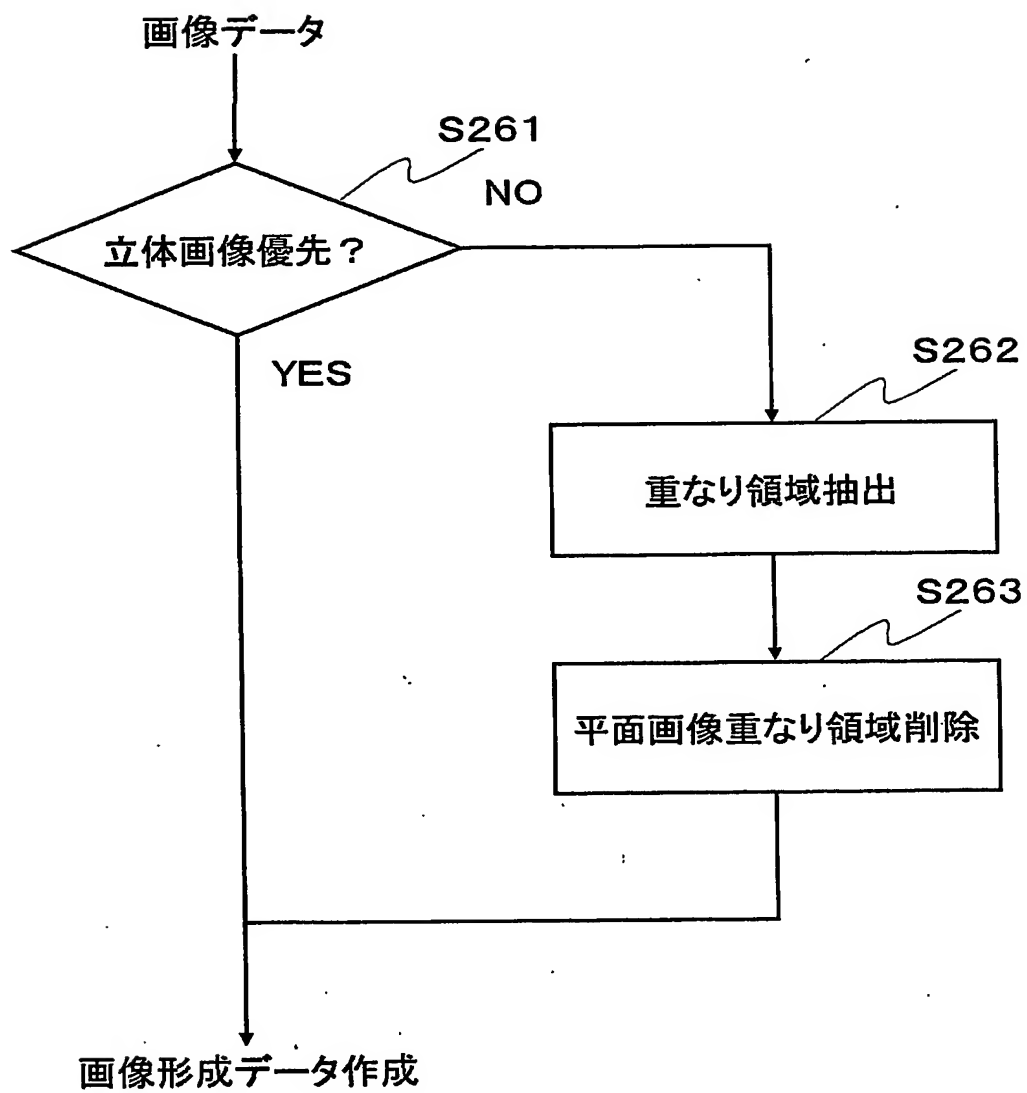 画像データ
S261
NO
立体画像優先？
YES
S262
重なり領域抽出
S263
平面画像重なり領域削除
画像形成データ作成